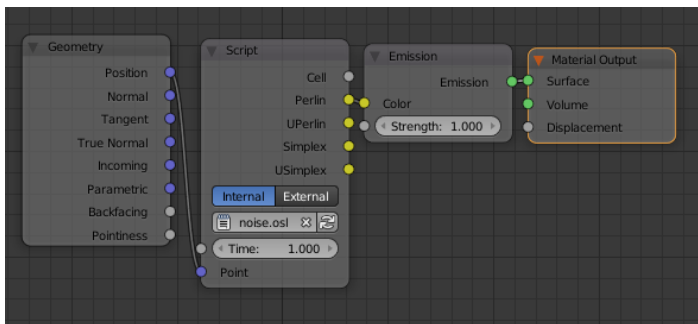 Geometry
Position
Normal
Tangent
True Normal
Incoming
Parametric
Backfacing
Pointiness
Script
Cell
Perlin
UPerlin
Simplex
USimplex
Internal External
noise.osl
Time: 1.000
Point
Emission
Emission
Color
Strength: 1.000
Material Output
Surface
Volume
Displacement